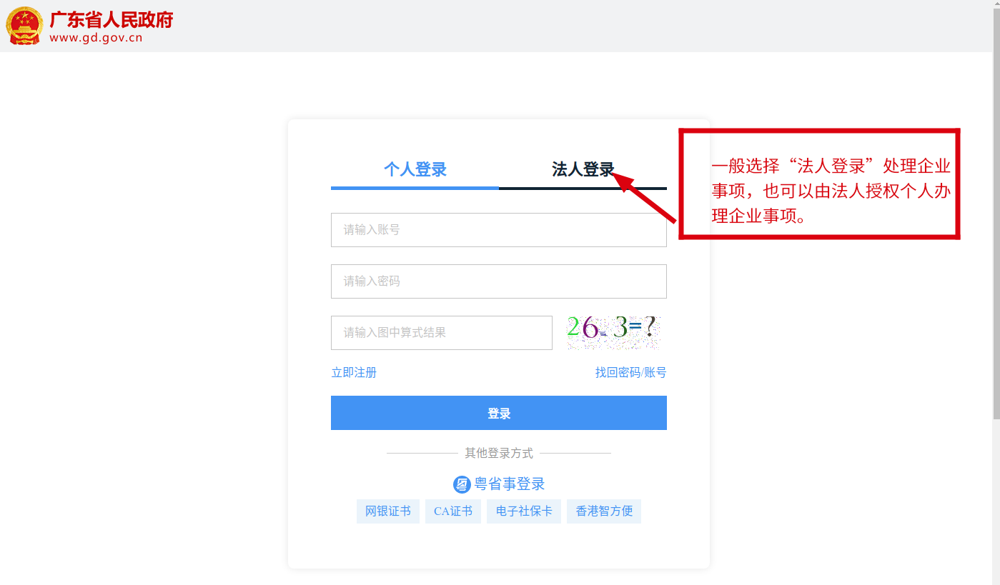 广东省人民政府
www.gd.gov.cn
个人登录
法人登录
一般选择“法人登录”处理企业
事项，也可以由法人授权个人办
理企业事项。
请输入账号
请输入密码
请输入图中算式结果
立即注册
找回密码/账号
登录
其他登录方式
粤 粤省事登录
网银证书
CA证书
电子社保卡
香港智方便